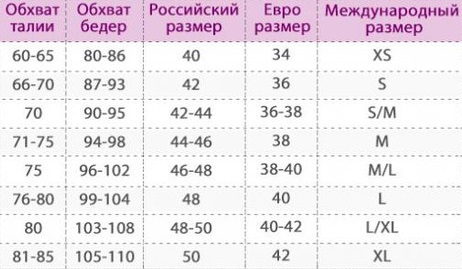 Обхват талии Обхват бедер Российский размер Евро размер Международный размер
60-65 80-86 40 34 XS
66-70 87-93 42 36 S
70 90-95 42-44 36-38 S/M
71-75 94-98 44-46 38 M
75 96-102 46-48 38-40 M/L
76-80 99-104 48 40 L
80 103-108 48-50 40-42 L/XL
81-85 105-110 50 42 XL